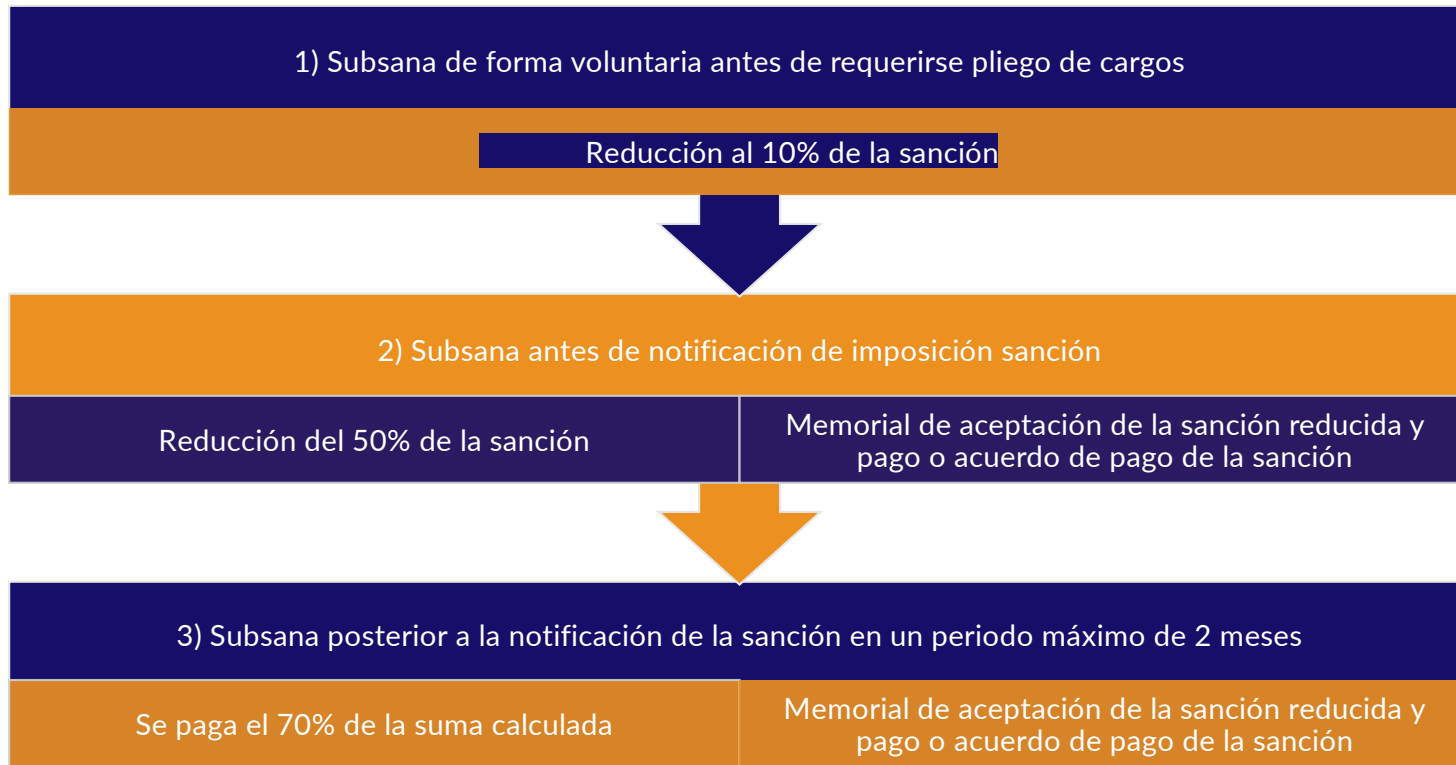 1) Subsana de forma voluntaria antes de requerirse pliego de cargos
Reducción al 10% de la sanción
2) Subsana antes de notificación de imposición sanción
Reducción del 50% de la sanción
Memorial de aceptación de la sanción reducida y
pago o acuerdo de pago de la sanción
3) Subsana posterior a la notificación de la sanción en un periodo máximo de 2 meses
Se paga el 70% de la suma calculada
Memorial de aceptación de la sanción reducida y
pago o acuerdo de pago de la sanción